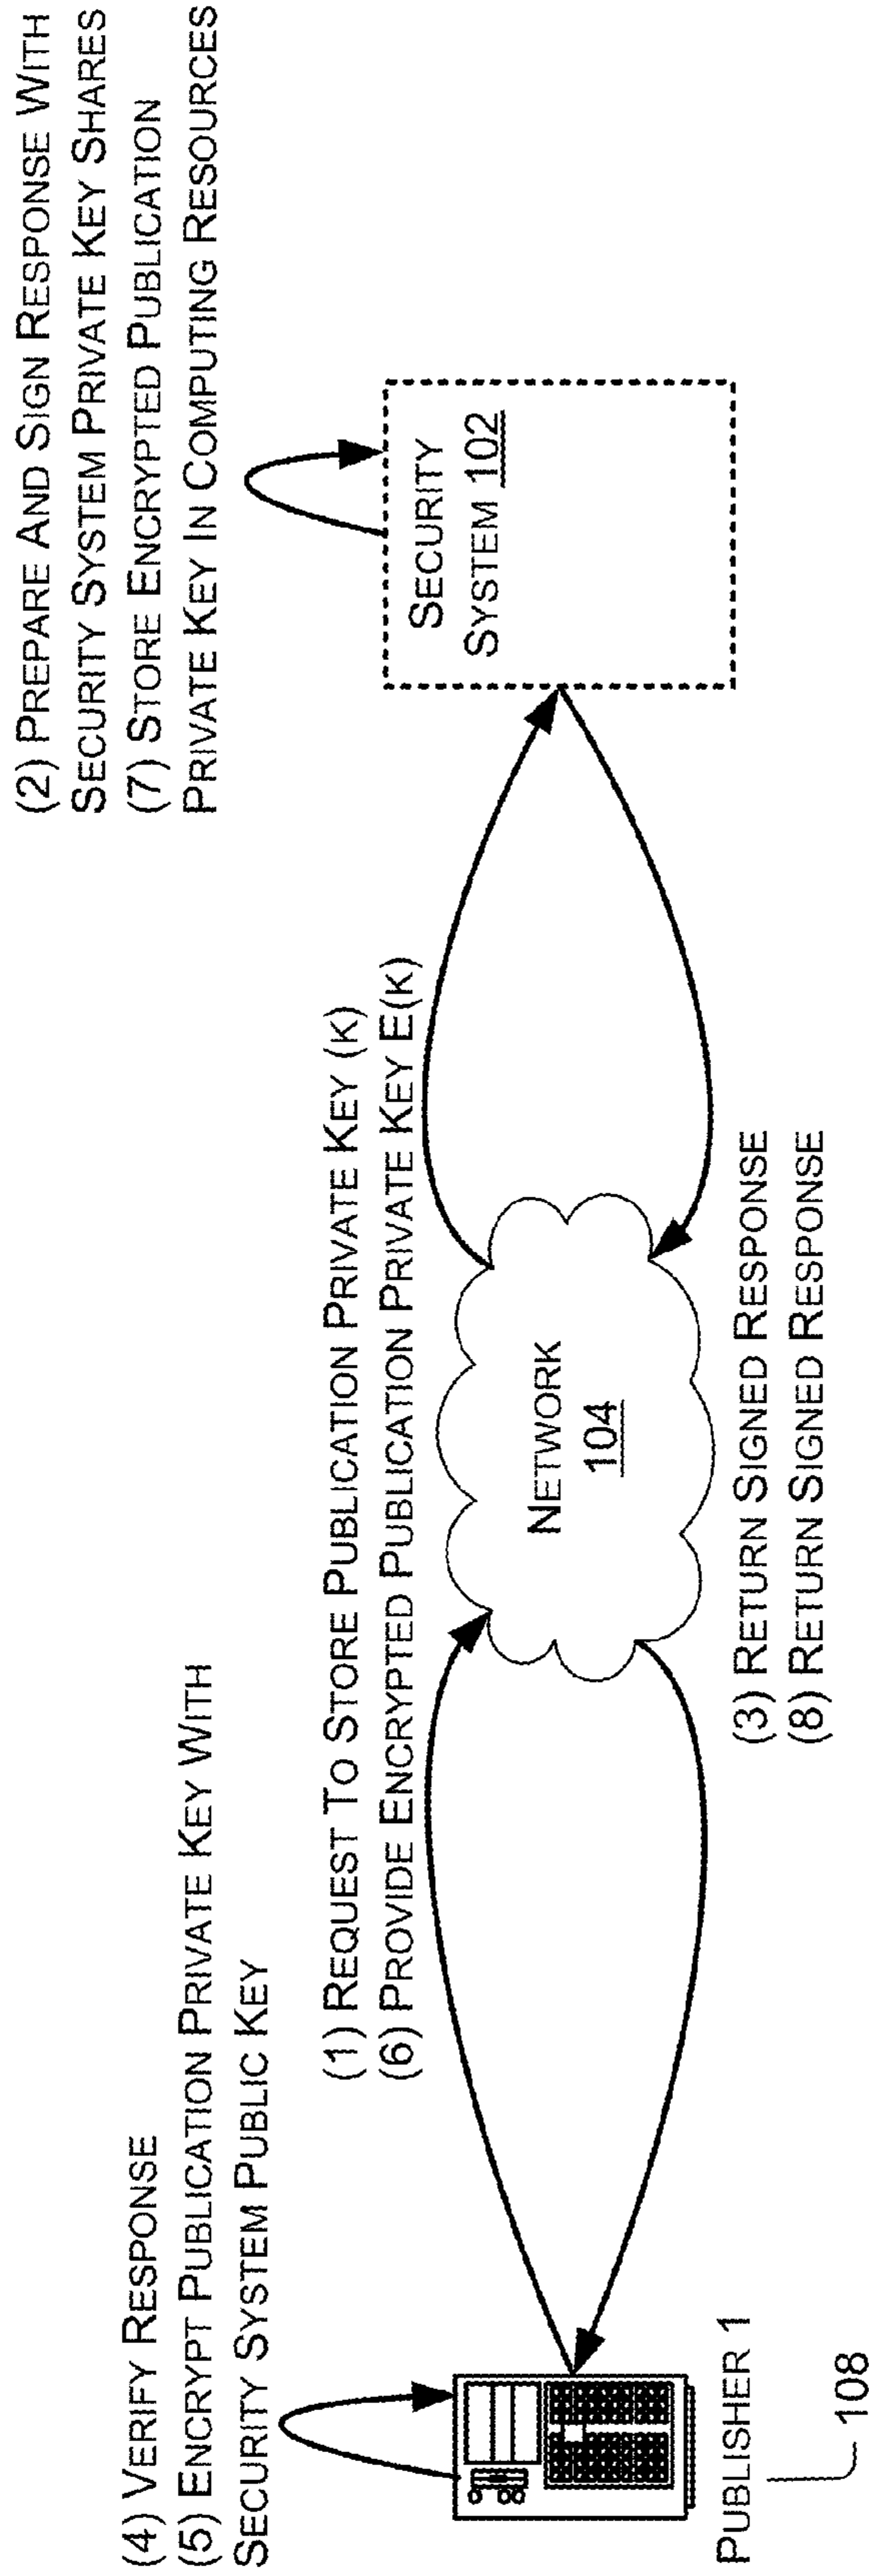 (2) PREPARE AND SIGN RESPONSE WITH
SECURITY SYSTEM PRIVATE KEY SHARES
(7) STORE ENCRYPTED PUBLICATION
PRIVATE KEY IN COMPUTING RESOURCES
(4) VERIFY RESPONSE
(5) ENCRYPT PUBLICATION PRIVATE KEY WITH
SECURITY SYSTEM PUBLIC KEY
(1) REQUEST TO STORE PUBLICATION PRIVATE KEY (K)
(6) PROVIDE ENCRYPTED PUBLICATION PRIVATE KEY E(K)
SECURITY
SYSTEM 102
NETWORK
104
(3) RETURN SIGNED RESPONSE
(8) RETURN SIGNED RESPONSE
PUBLISHER 1
108